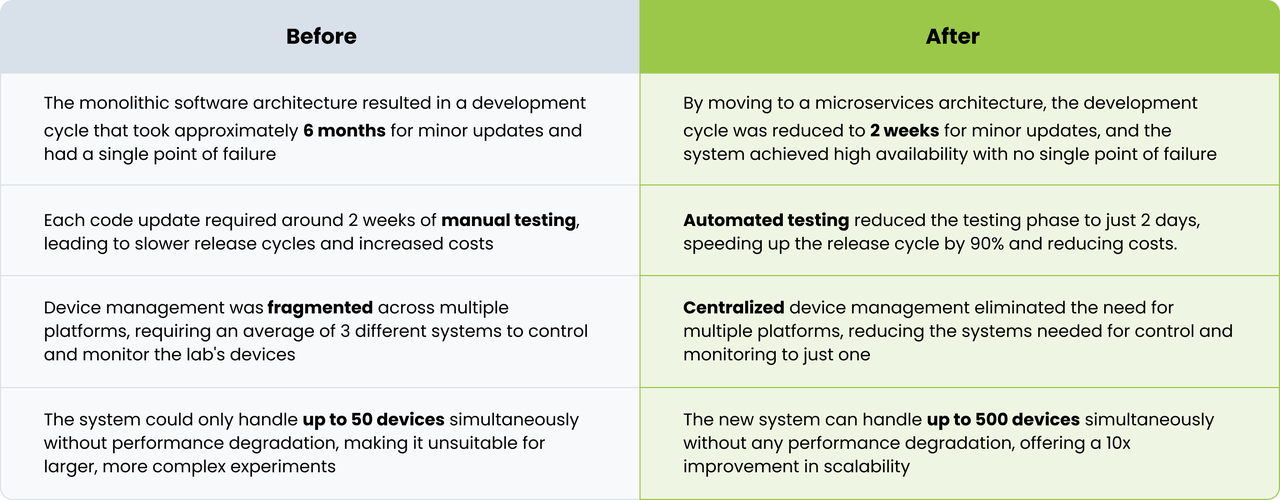 Before
After
The monolithic software architecture resulted in a development
cycle that took approximately 6 months for minor updates and
had a single point of failure
By moving to a microservices architecture, the development
cycle was reduced to 2 weeks for minor updates, and the
system achieved high availability with no single point of failure
Each code update required around 2 weeks of manual testing,
leading to slower release cycles and increased costs
Automated testing reduced the testing phase to just 2 days,
speeding up the release cycle by 90% and reducing costs.
Device management was fragmented across multiple
platforms, requiring an average of 3 different systems to control
and monitor the lab's devices
Centralized device management eliminated the need for
multiple platforms, reducing the systems needed for control and
monitoring to just one
The system could only handle up to 50 devices simultaneously
without performance degradation, making it unsuitable for
larger, more complex experiments
The new system can handle up to 500 devices simultaneously
without any performance degradation, offering a 10x
improvement in scalability